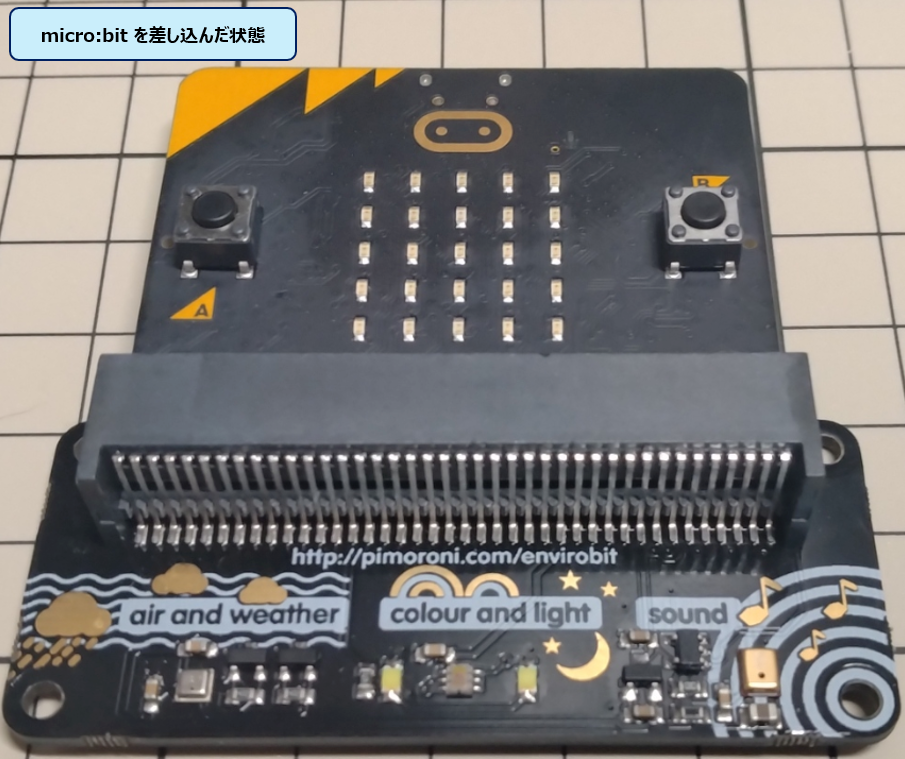 micro:bit を差し込んだ状態
B
A
http://pimoroni.com/envirobit
air and weather
colour and light
sound